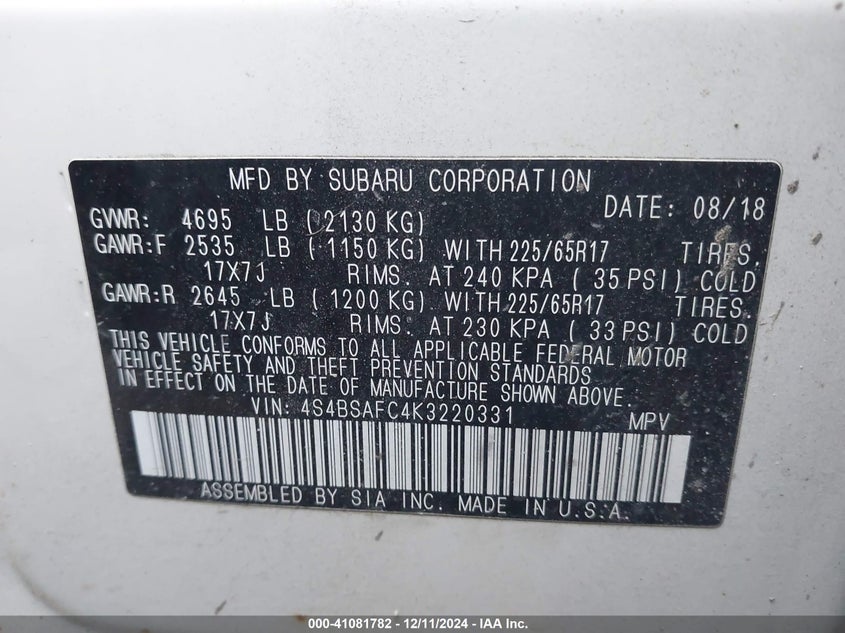 MFD BY SUBARU CORPORATION
DATE: 08/18
GVWR: 4695 LB (2130 KG)
GAWR:F 2535 LB (1150 KG) WITH 225/65R17 TIRES,
17X7J RIMS. AT 240 KPA ( 35 PSI) COLD
GAWR:R 2645 LB (1200 KG) WITH 225/65R17 TIRES,
17X7J RIMS. AT 230 KPA ( 33 PSI) COLD
THIS VEHICLE CONFORMS TO ALL APPLICABLE FEDERAL MOTOR
VEHICLE SAFETY AND THEFT PREVENTION STANDARDS
IN EFFECT ON THE DATE OF MANUFACTURE SHOWN ABOVE.
VIN: 4S4BSAFC4K3220331 MPV
ASSEMBLED BY SIA INC. MADE IN U.S.A.
000-41081782 - 12/11/2024 - IAA Inc.